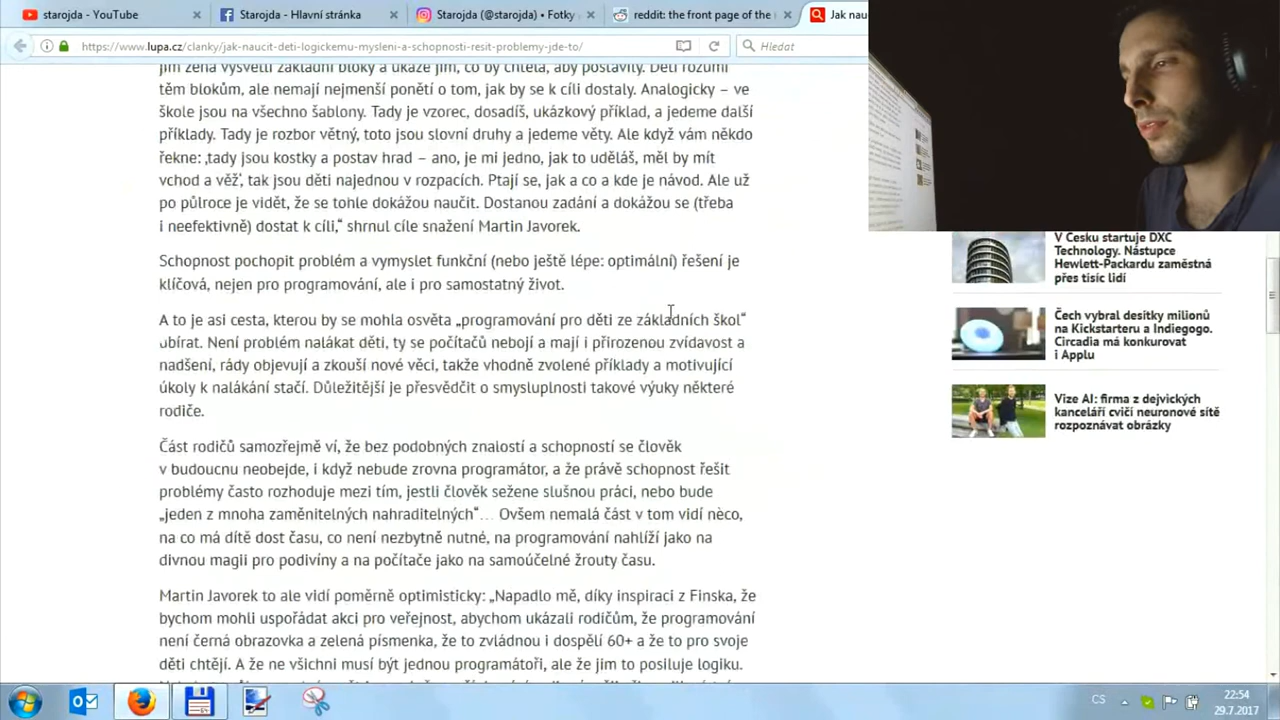 starojda - YouTube
Starojda - Hlavní stránka
Starojda (@starojda) • Fotky
reddit: the front page of the
Jak nau
https://www.lupa.cz/clanky/jak-naucit-deti-logickemu-mysleni-a-schopnosti-resit-problemy-jde-to/
Hledat
jim žena vysvětlí základní bloky a ukáže jim, co by chtěla, aby postavily. Děti rozumí
těm blokům, ale nemají nejmenší ponětí o tom, jak by se k cíli dostaly. Analogicky – ve
škole jsou na všechno šablony. Tady je vzorec, dosadíš, ukázkový příklad, a jedeme další
příklady. Tady je rozbor větný, toto jsou slovní druhy a jedeme věty. Ale když vám někdo
řekne: ‚tady jsou kostky a postav hrad – ano, je mi jedno, jak to uděláš, měl by mít
vchod a věž‘, tak jsou děti najednou v rozpacích. Bají se, jak a co a kde je návod. Ale už
po půlroce je vidět, že se tohle dokážou naučit. Dostanou zadání a dokážou se (třeba
i neefektivně) dostat k cíli,“ shrnul cíle snažení Martin Javorek.
Schopnost pochopit problém a vymyslet funkční (nebo ještě lépe: optimální) řešení je
klíčová, nejen pro programování, ale i pro samostatný život.
A to je asi cesta, kterou by se mohla osvěta „programování pro děti ze základních škol“
ubírat. Není problém nalákat děti, ty se počítačů nebojí a mají i přirozenou zvídavost a
nadšení, rády objevují a zkouší nové věci, takže vhodně zvolené příklady a motivující
úkoly k nalákání stačí. Důležitější je přesvědčit o smysluplnosti takové výuky některé
rodiče.
Část rodičů samozřejmě ví, že bez podobných znalostí a schopností se člověk
v budoucnu neobejde, i když nebude zrovna programátor, a že právě schopnost řešit
problémy často rozhoduje mezi tím, jestli člověk sežene slušnou práci, nebo bude
„jeden z mnoha zaměnitelných nahraditelných“… Ovšem nemalá část v tom vidí něco,
na co má dítě dost času, co není nezbytně nutné, na programování nahlíží jako na
divnou magii pro podivíny a na počítače jako na samoúčelné žrouty času.
Martin Javorek to ale vidí poměrně optimisticky: „Napadlo mě, díky inspiraci z Finska, že
bychom mohli uspořádat akci pro veřejnost, abychom ukázali rodičům, že programování
není černá obrazovka a zelená písmenka, že to zvládnou i dospělí 60+ a že to pro svoje
děti chtějí. A že ne všichni musí být jednou programátoři, ale že jim to posiluje logiku.
V Česku startuje DXC
Technology. Nástupce
Hewlett-Packardu zaměstná
přes tisíc lidí
Čech vybral desítky milionů
na Kickstarteru a Indiegogo.
Circadia má konkurovat
i Applu
Vize AI: firma z dejvických
kanceláří cvičí neuronové sítě
rozpoznávat obrázky
CS
22:54
29.7.2017